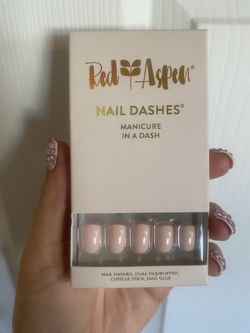 Red Aspen®
NAIL DASHES®
MANICURE
IN A DASH
NAIL DASHES, DUAL FILE/BUFFER,
CUTICLE STICK, NAIL GLUE